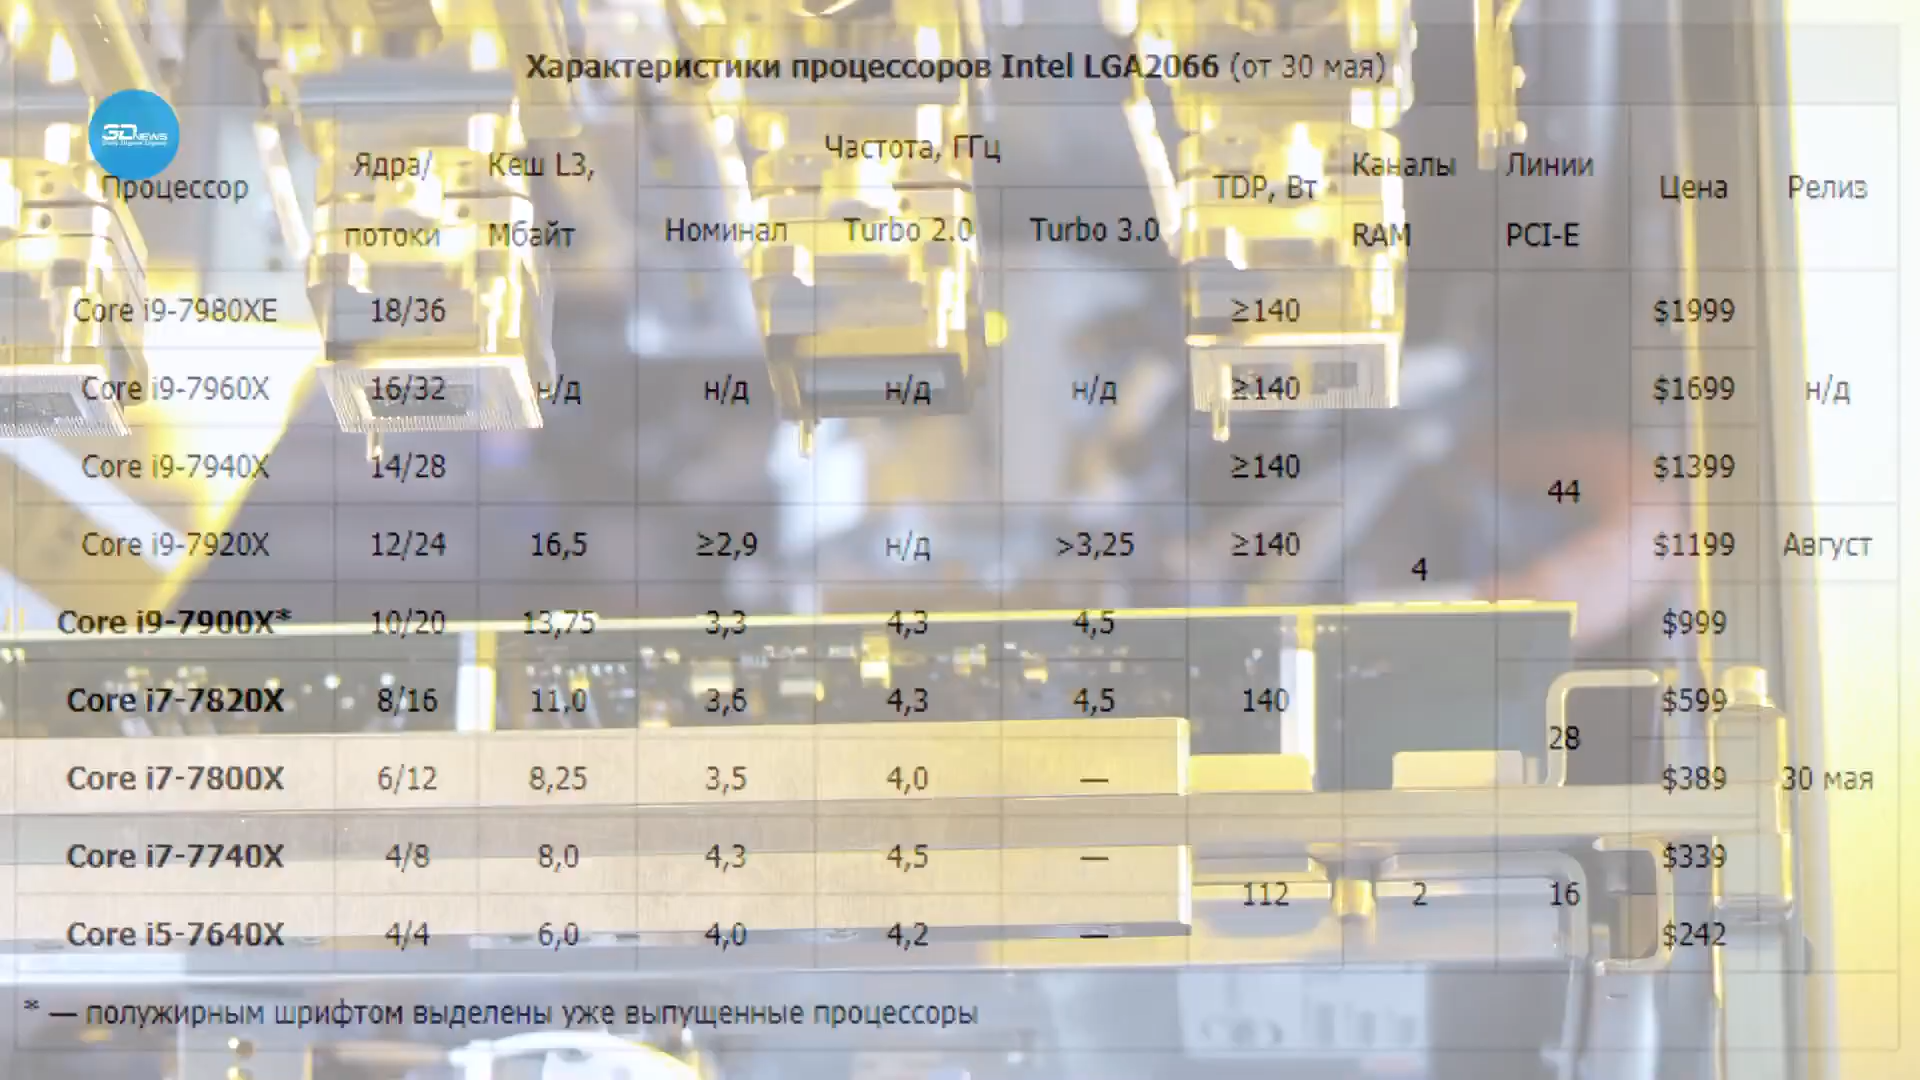 Характеристики процессоров Intel LGA2066 (от 30 мая)
3DNEWS
Процессор Ядра/потоки Кеш L3, Мбайт Частота, ГГц TDP, Вт Каналы RAM Линии PCI-E Цена Релиз
Номинал Turbo 2.0 Turbo 3.0
Core i9-7980XE 18/36 ≥140 $1999
Core i9-7960X 16/32 н/д н/д н/д н/д ≥140 $1699 н/д
Core i9-7940X 14/28 ≥140 44 $1399
Core i9-7920X 12/24 16,5 ≥2,9 н/д >3,25 ≥140 4 $1199 Август
Core i9-7900X* 10/20 13,75 3,3 4,3 4,5 $999
Core i7-7820X 8/16 11,0 3,6 4,3 4,5 140 28 $599
Core i7-7800X 6/12 8,25 3,5 4,0 — $389 30 мая
Core i7-7740X 4/8 8,0 4,3 4,5 — 112 2 16 $339
Core i5-7640X 4/4 6,0 4,0 4,2 — $242
* — полужирным шрифтом выделены уже выпущенные процессоры